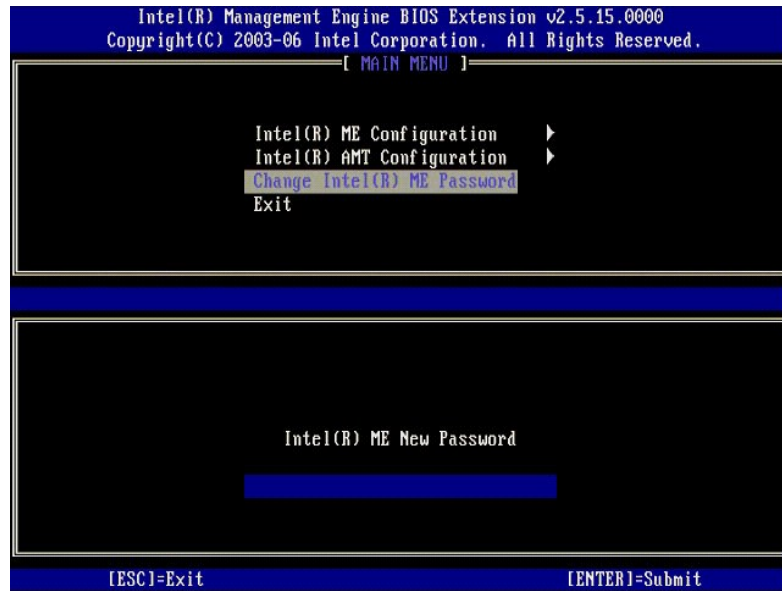 Intel(R) Management Engine BIOS Extension v2.5.15.0000
Copyright(C) 2003-06 Intel Corporation. All Rights Reserved.
[ MAIN MENU ]
Intel(R) ME Configuration
Intel(R) AMT Configuration
Change Intel(R) ME Password
Exit
Intel(R) ME New Password
[ESC]=Exit [ENTER]=Submit